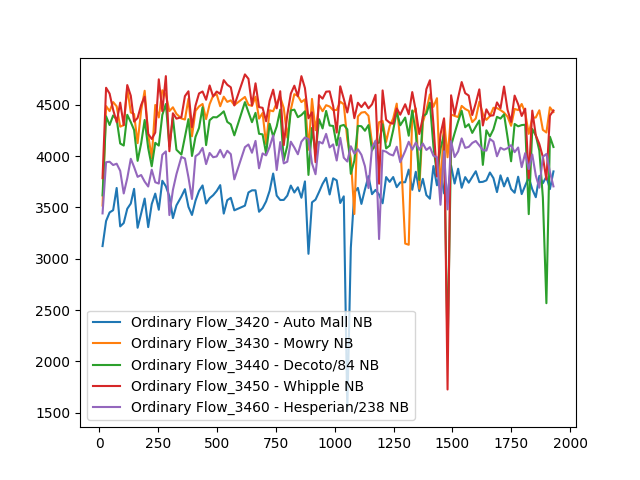 4500
4000
3500
3000
2500
2000
1500
Ordinary Flow_3420 - Auto Mall NB
Ordinary Flow_3430 - Mowry NB
Ordinary Flow_3440 - Decoto/84 NB
Ordinary Flow_3450 - Whipple NB
Ordinary Flow_3460 - Hesperian/238 NB
0 250 500 750 1000 1250 1500 1750 2000